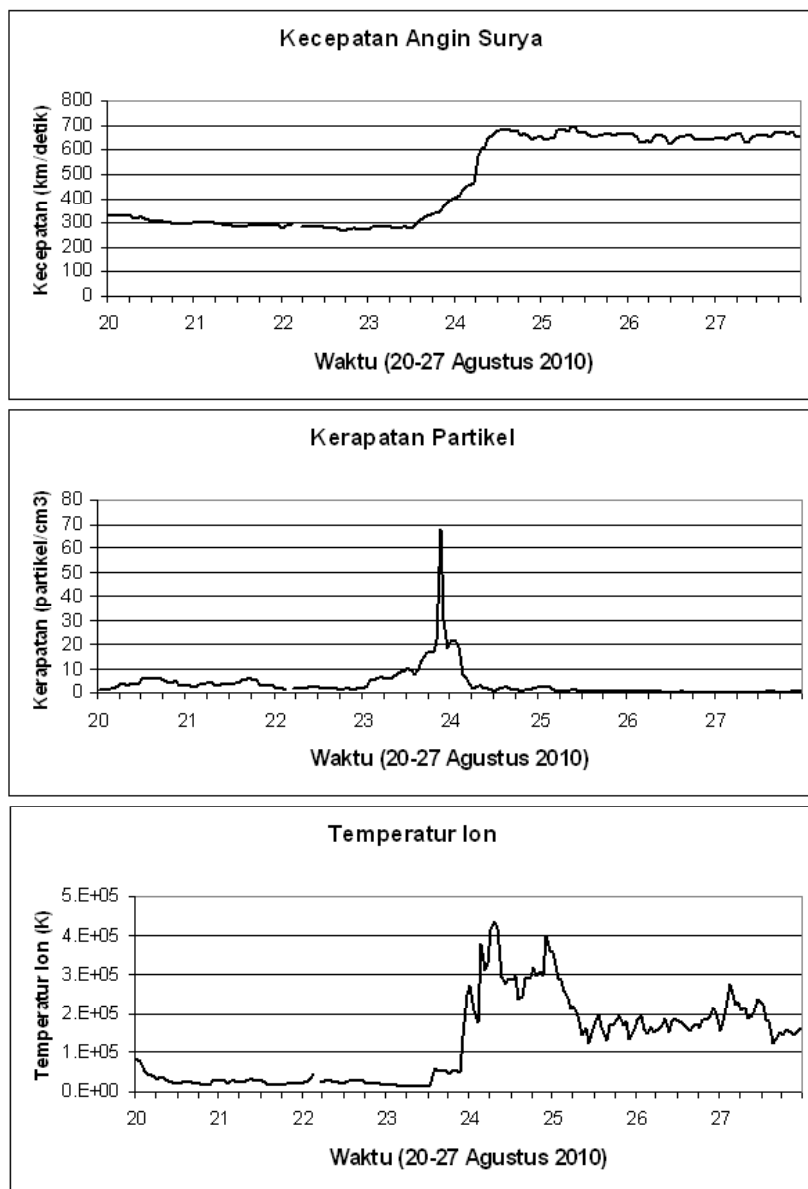 Kecepatan Angin Surya
Kecepatan (km/detik)
800
700
600
500
400
300
200
100
0
20 21 22 23 24 25 26 27
Waktu (20-27 Agustus 2010)
Kerapatan Partikel
Kerapatan (partikel/cm3)
80
70
60
50
40
30
20
10
0
20 21 22 23 24 25 26 27
Waktu (20-27 Agustus 2010)
Temperatur Ion
Temperatur Ion (K)
5.E+05
4.E+05
3.E+05
2.E+05
1.E+05
0.E+00
20 21 22 23 24 25 26 27
Waktu (20-27 Agustus 2010)